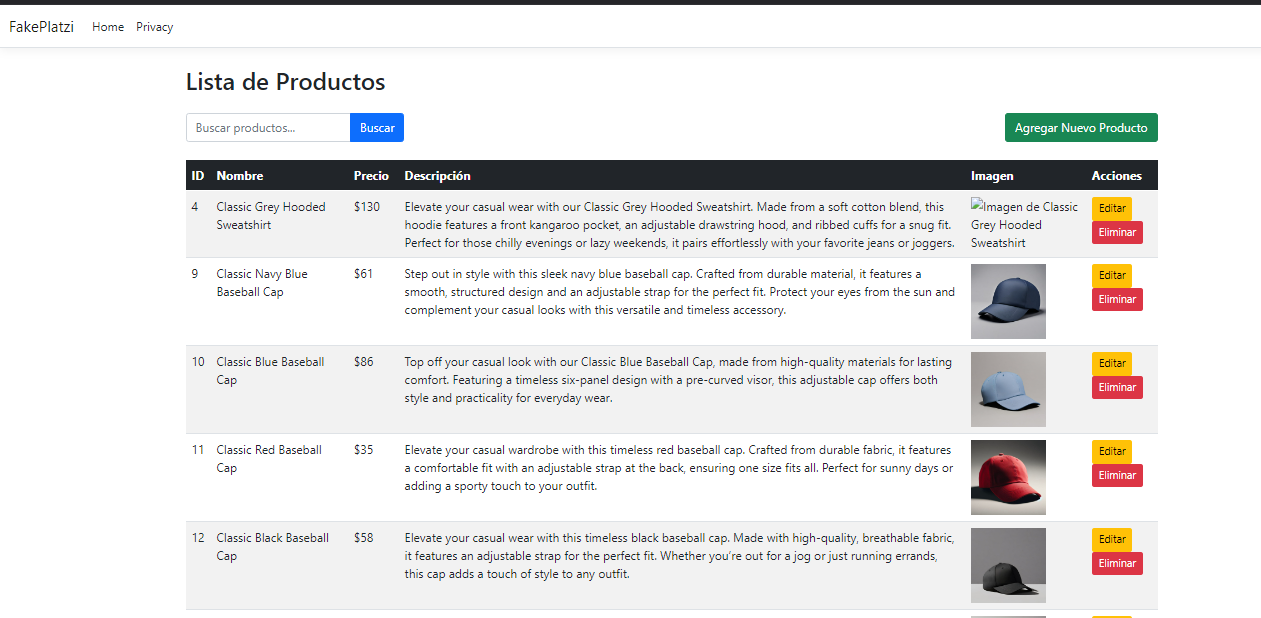 FakePlatzi Home Privacy
Lista de Productos
Buscar productos... Buscar Agregar Nuevo Producto
ID Nombre Precio Descripción Imagen Acciones
4 Classic Grey Hooded $130 Elevate your casual wear with our Classic Grey Hooded Sweatshirt. Made from a soft cotton blend, this Imagen de Classic Editar
Sweatshirt hoodie features a front kangaroo pocket, an adjustable drawstring hood, and ribbed cuffs for a snug fit. Grey Hooded Eliminar
Perfect for those chilly evenings or lazy weekends, it pairs effortlessly with your favorite jeans or joggers. Sweatshirt
9 Classic Navy Blue $61 Step out in style with this sleek navy blue baseball cap. Crafted from durable material, it features a Editar
Baseball Cap smooth, structured design and an adjustable strap for the perfect fit. Protect your eyes from the sun and Eliminar
complement your casual looks with this versatile and timeless accessory.
10 Classic Blue Baseball $86 Top off your casual look with our Classic Blue Baseball Cap, made from high-quality materials for lasting Editar
Cap comfort. Featuring a timeless six-panel design with a pre-curved visor, this adjustable cap offers both Eliminar
style and practicality for everyday wear.
11 Classic Red Baseball $35 Elevate your casual wardrobe with this timeless red baseball cap. Crafted from durable fabric, it features Editar
Cap a comfortable fit with an adjustable strap at the back, ensuring one size fits all. Perfect for sunny days or Eliminar
adding a sporty touch to your outfit.
12 Classic Black Baseball $58 Elevate your casual wear with this timeless black baseball cap. Made with high-quality, breathable fabric, Editar
Cap it features an adjustable strap for the perfect fit. Whether you’re out for a jog or just running errands, Eliminar
this cap adds a touch of style to any outfit.